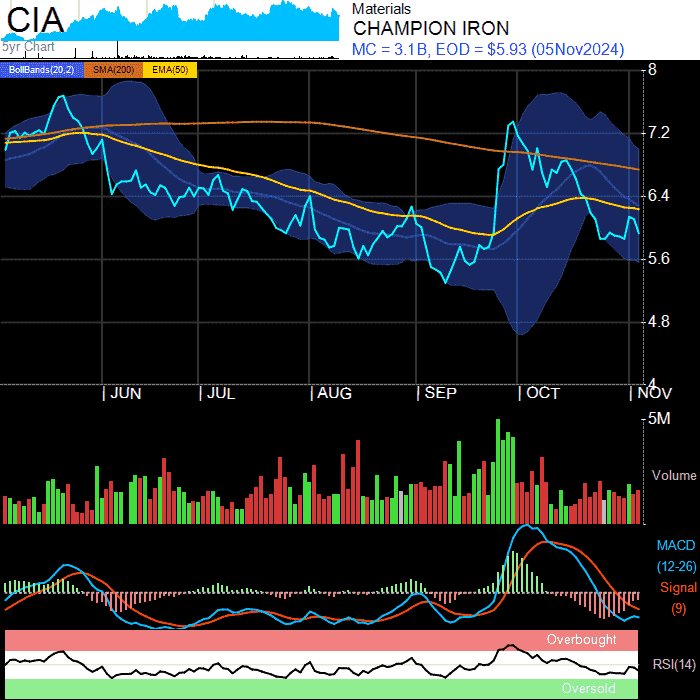 CIA
5yr Chart
Materials
CHAMPION IRON
MC = 3.1B, EOD = $5.93 (05Nov2024)
BollBands(20,2) SMA(200) EMA(50)
8
7.2
6.4
5.6
4.8
4
JUN JUL AUG SEP OCT NOV
5M
Volume
MACD
(12-26)
Signal
(9)
Overbought
RSI(14)
Oversold